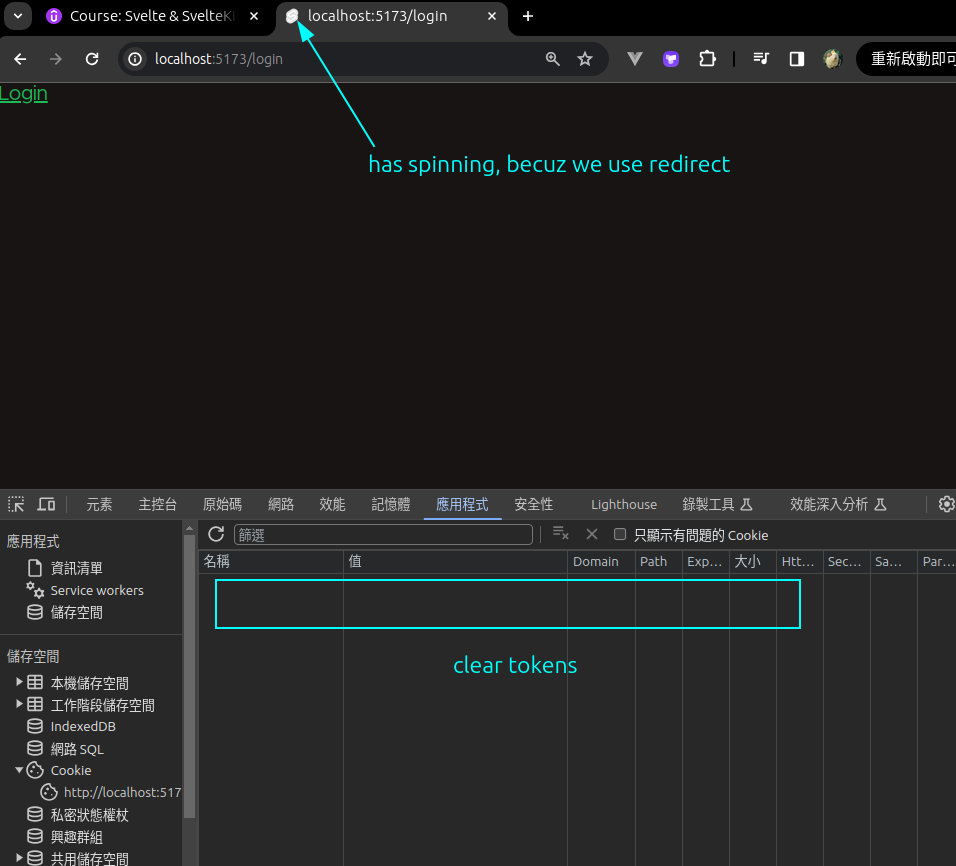 Course: Svelte & SvelteK
localhost:5173/login
localhost:5173/login
重新啟動即可
Login
has spinning, becuz we use redirect
元素 主控台 原始碼 網路 效能 記憶體 應用程式 安全性 Lighthouse 錄製工具 效能深入分析
應用程式
篩選
只顯示有問題的 Cookie
名稱 值 Domain Path Exp... 大小 Htt... Sec... Sa... Par...
資訊清單
Service workers
儲存空間
clear tokens
儲存空間
本機儲存空間
工作階段儲存空間
IndexedDB
網路 SQL
Cookie
http://localhost:517
私密狀態權杖
興趣群組
共用儲存空間